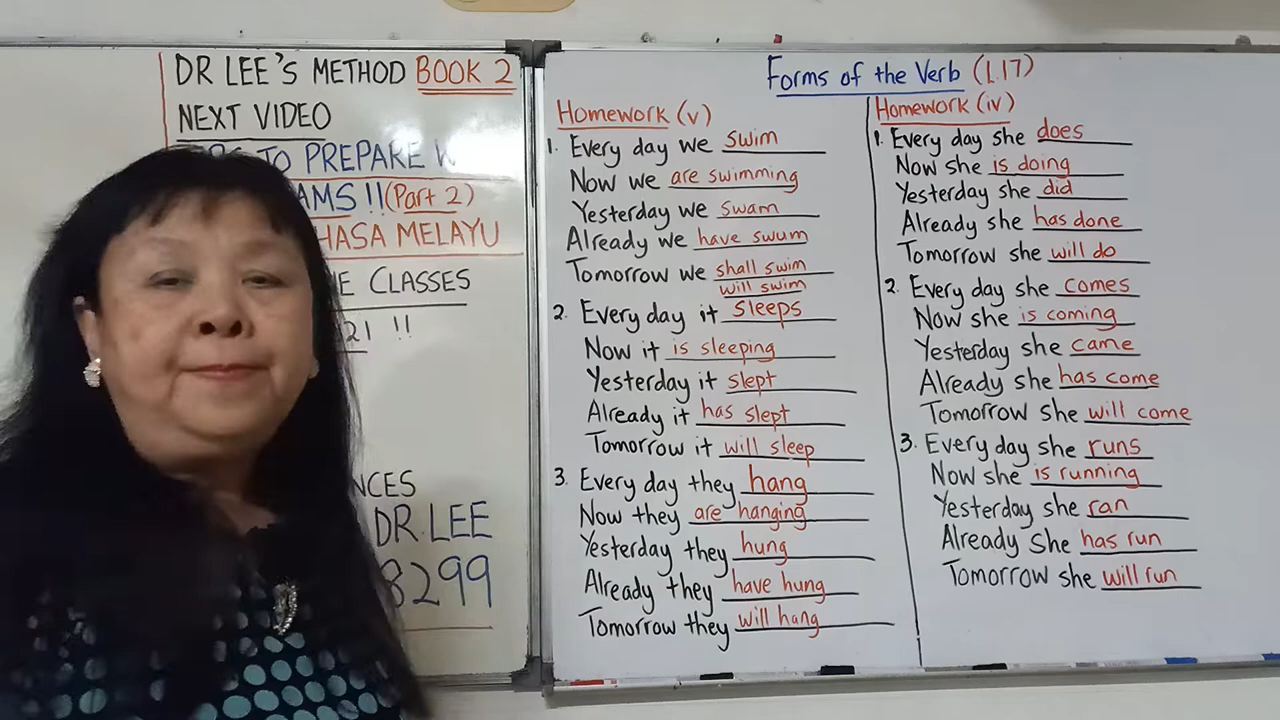 DR LEE'S METHOD BOOK 2
NEXT VIDEO
TO PREPARE
!! (Part 2)
MELAYU
CLASSES
!!
DR LEE
8299
Forms of the Verb (L.17)
Homework (v)
1. Every day we swim
Now we are swimming
Yesterday we swam
Already we have swum
Tomorrow we shall swim
will swim
2. Every day it sleeps
Now it is sleeping
Yesterday it slept
Already it has slept
Tomorrow it will sleep
3. Every day they hang
Now they are hanging
Yesterday they hung
Already they have hung
Tomorrow they will hang
Homework (iv)
1. Every day she does
Now she is doing
Yesterday she did
Already she has done
Tomorrow she will do
2. Every day she comes
Now she is coming
Yesterday she came
Already she has come
Tomorrow she will come
3. Every day she runs
Now she is running
Yesterday she ran
Already she has run
Tomorrow she will run